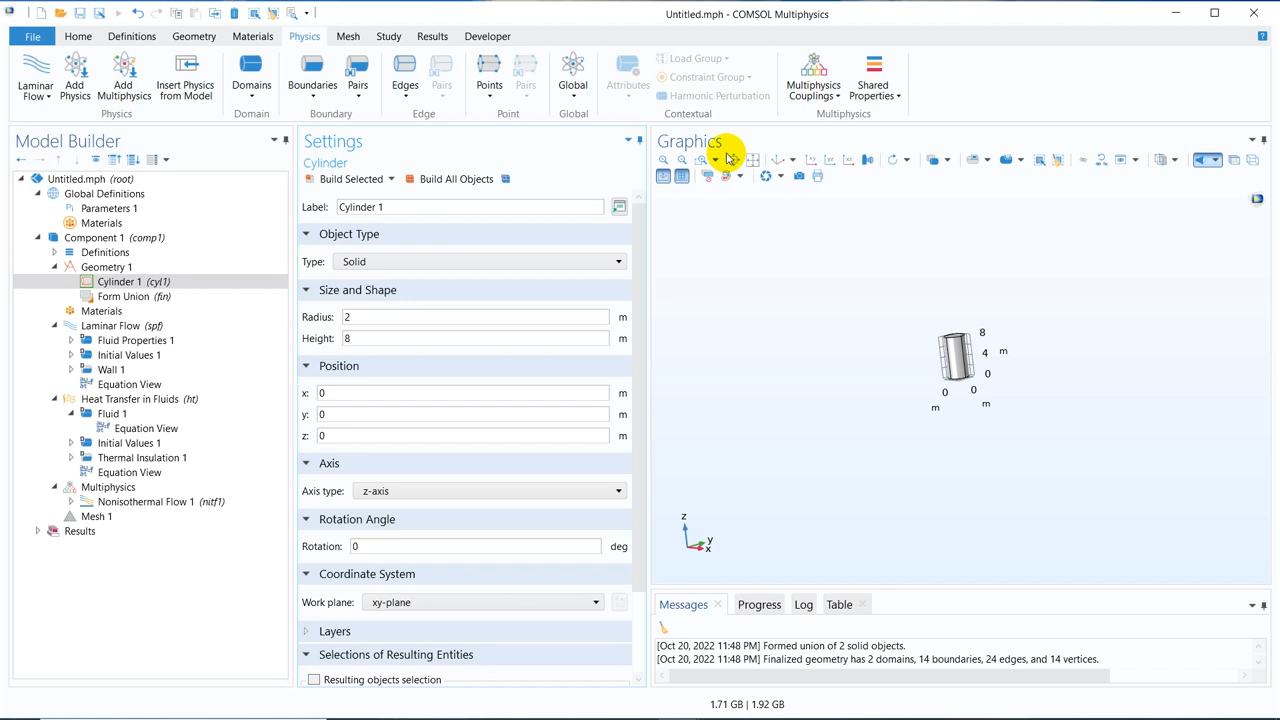 Untitled.mph - COMSOL Multiphysics
File Home Definitions Geometry Materials Physics Mesh Study Results Developer
Laminar Flow
Add Physics
Add Multiphysics
Insert Physics from Model
Physics
Domains
Domain
Boundaries
Pairs
Boundary
Edges
Pairs
Edge
Points
Pairs
Point
Global
Global
Attributes
Load Group
Constraint Group
Harmonic Perturbation
Contextual
Multiphysics Couplings
Shared Properties
Multiphysics
Model Builder
Untitled.mph (root)
Global Definitions
Parameters 1
Materials
Component 1 (comp1)
Definitions
Geometry 1
Cylinder 1 (cyl1)
Form Union (fin)
Materials
Laminar Flow (spf)
Fluid Properties 1
Initial Values 1
Wall 1
Equation View
Heat Transfer in Fluids (ht)
Fluid 1
Equation View
Initial Values 1
Thermal Insulation 1
Equation View
Multiphysics
Nonisothermal Flow 1 (nitf1)
Mesh 1
Results
Settings
Cylinder
Build Selected Build All Objects
Label: Cylinder 1
Object Type
Type: Solid
Size and Shape
Radius: 2 m
Height: 8 m
Position
x: 0 m
y: 0 m
z: 0 m
Axis
Axis type: z-axis
Rotation Angle
Rotation: 0 deg
Coordinate System
Work plane: xy-plane
Layers
Selections of Resulting Entities
Resulting objects selection
Graphics
8
4 m
0
0 0
m m
z
y
x
Messages Progress Log Table
[Oct 20, 2022 11:48 PM] Formed union of 2 solid objects.
[Oct 20, 2022 11:48 PM] Finalized geometry has 2 domains, 14 boundaries, 24 edges, and 14 vertices.
1.71 GB | 1.92 GB